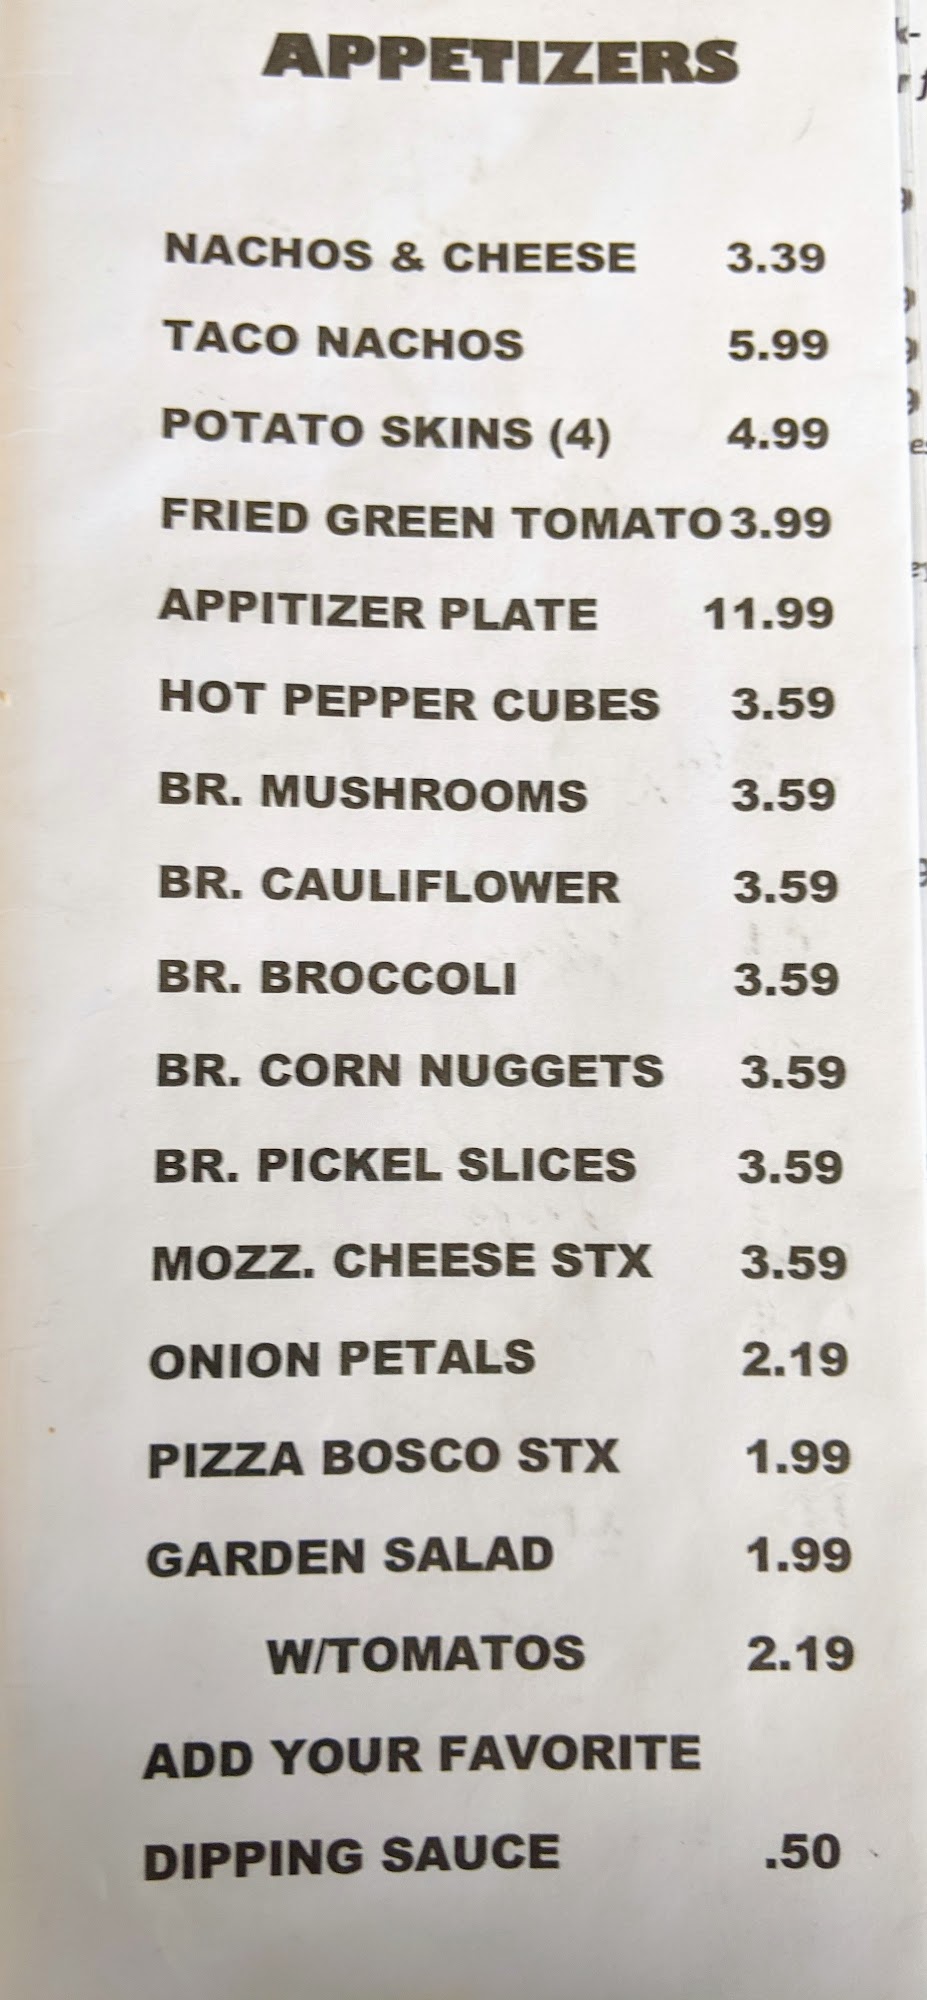 APPETIZERS
NACHOS & CHEESE 3.39
TACO NACHOS 5.99
POTATO SKINS (4) 4.99
FRIED GREEN TOMATO 3.99
APPITIZER PLATE 11.99
HOT PEPPER CUBES 3.59
BR. MUSHROOMS 3.59
BR. CAULIFLOWER 3.59
BR. BROCCOLI 3.59
BR. CORN NUGGETS 3.59
BR. PICKEL SLICES 3.59
MOZZ. CHEESE STX 3.59
ONION PETALS 2.19
PIZZA BOSCO STX 1.99
GARDEN SALAD 1.99
W/TOMATOS 2.19
ADD YOUR FAVORITE
DIPPING SAUCE .50